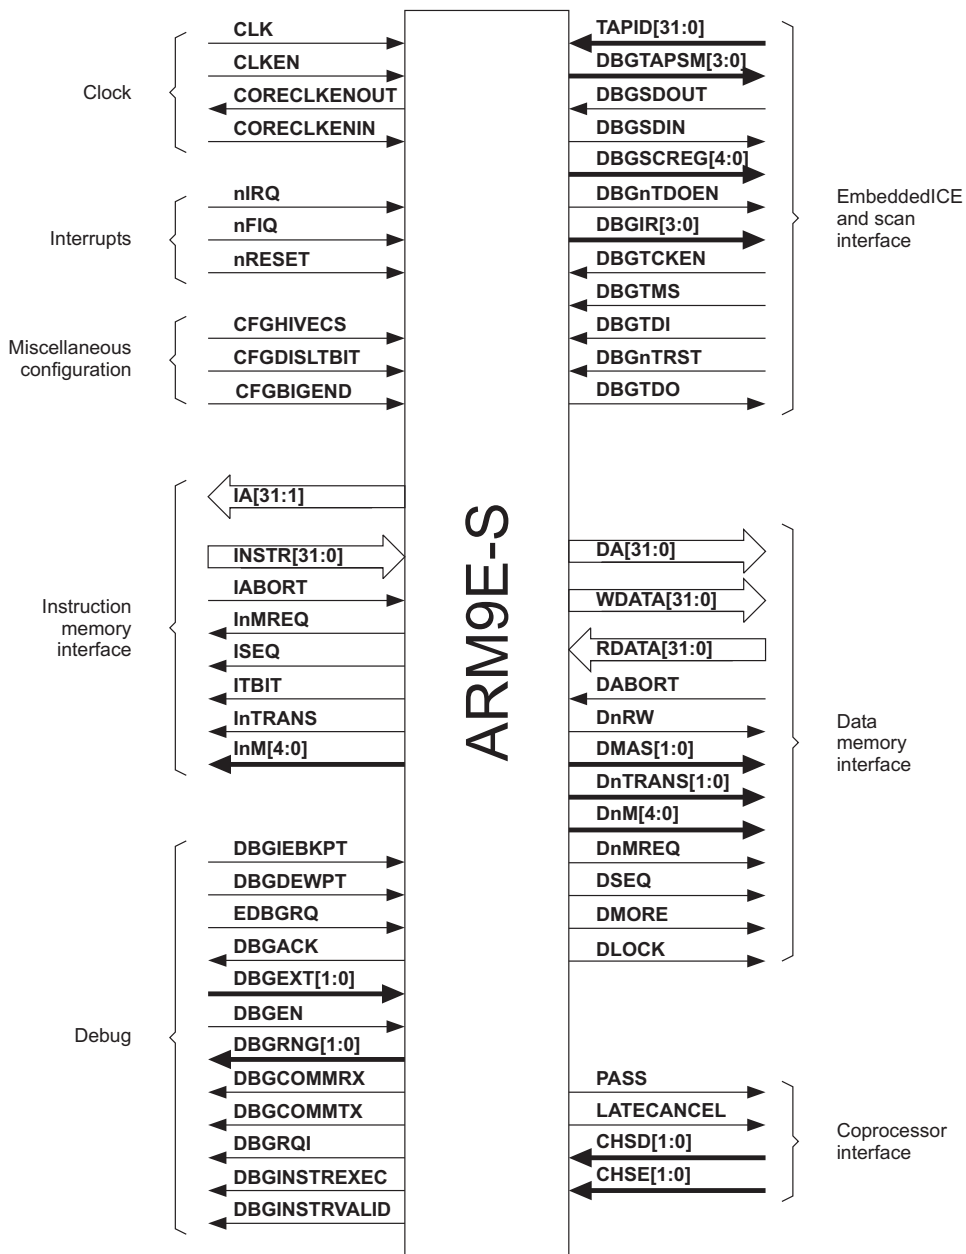 CLK
CLKEN
CORECLKENOUT
CORECLKENIN
Clock
nIRQ
nFIQ
nRESET
Interrupts
CFGHIVECS
CFGDISLTBIT
CFGBIGEND
Miscellaneous
configuration
IA[31:1]
INSTR[31:0]
IABORT
InMREQ
ISEQ
ITBIT
InTRANS
InM[4:0]
Instruction
memory
interface
DBGIEBKPT
DBGDEWPT
EDBGRQ
DBGACK
DBGEXT[1:0]
DBGEN
DBGRNG[1:0]
DBGCOMMRX
DBGCOMMTX
DBGRQI
DBGINSTREXEC
DBGINSTRVALID
Debug
ARM9E-S
TAPID[31:0]
DBGTAPSM[3:0]
DBGSDOUT
DBGSDIN
DBGSCREG[4:0]
DBGnTDOEN
DBGIR[3:0]
DBGTCKEN
DBGTMS
DBGTDI
DBGnTRST
DBGTDO
EmbeddedICE
and scan
interface
DA[31:0]
WDATA[31:0]
RDATA[31:0]
DABORT
DnRW
DMAS[1:0]
DnTRANS[1:0]
DnM[4:0]
DnMREQ
DSEQ
DMORE
DLOCK
Data
memory
interface
PASS
LATECANCEL
CHSD[1:0]
CHSE[1:0]
Coprocessor
interface